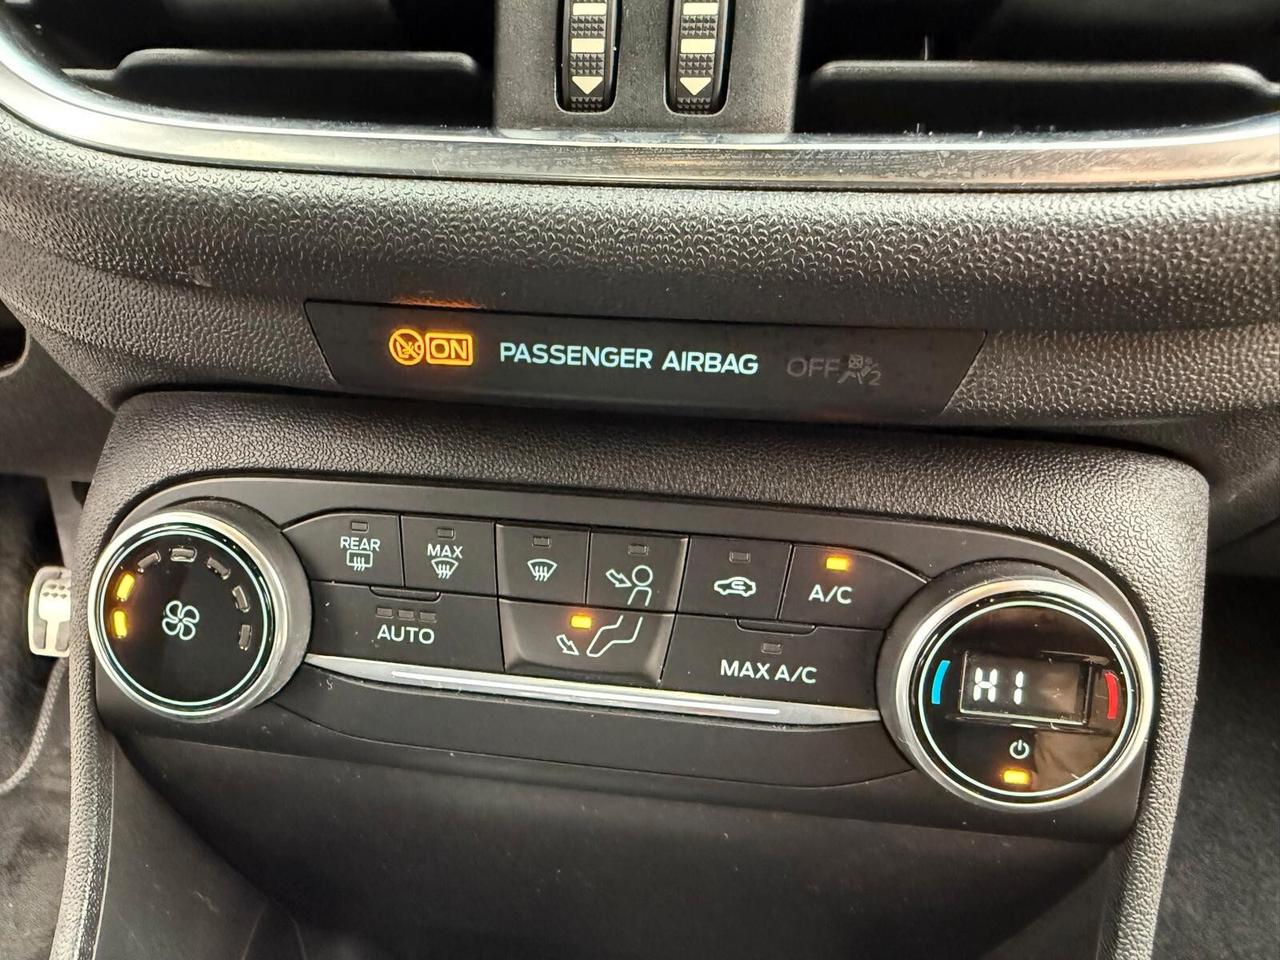 ON PASSENGER AIRBAG OFF 2
REAR
MAX
A/C
AUTO
MAX A/C
HI